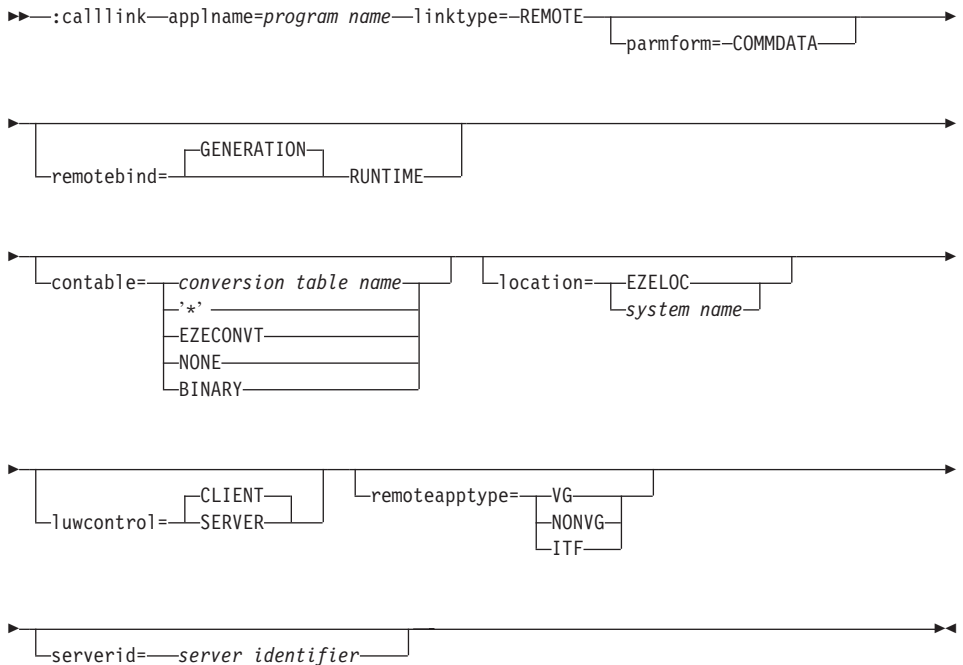 :calllink applname=program name linktype= REMOTE
parmform= COMMDATA
GENERATION
remotebind= RUNTIME
contable= conversion table name location= EZELOC
’*’ system name
EZECONVT
NONE
BINARY
CLIENT remoteapptype= VG
luwcontrol= SERVER NONVG
ITF
serverid= server identifier